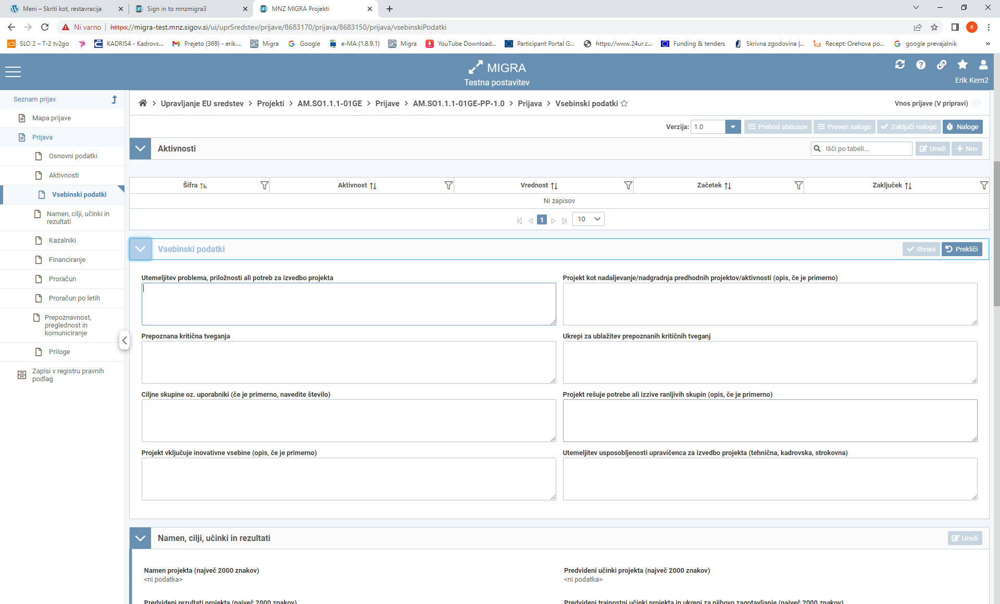 Meni – Skriti kot, restavracija
Sign in to mnzmigra3
MNZ MIGRA Projekti
Ni varno
https://migra-test.mnz.sigov.si/ui/uprSredstev/prijave/8683170/prijava/8683150/prijava/vsebinskiPodatki
e
SLO 2 – T-2 tv2go
KADRIS4 - Kadrovs...
Prejeto (369) - erik....
Migra
Google
e-MA (1.8.9.1)
Migra
YouTube Download...
Participant Portal G...
https://www.24ur.c...
Funding & tenders
Skrivna zgodovina |...
Recept: Orehova po...
google prevajalnik
»
MIGRA
Testna postavitev
Erik Kern2
Seznam prijav
Mapa prijave
Prijava
Osnovni podatki
Aktivnosti
Vsebinski podatki
Namen, cilji, učinki in
rezultati
Kazalniki
Financiranje
Proračun
Proračun po letih
Prepoznavnost,
preglednost in
komuniciranje
Priloge
Zapisi v registru pravnih
podlag
Upravljanje EU sredstev > Projekti > AM.SO1.1.1-01GE > Prijave > AM.SO1.1.1-01GE-PP-1.0 > Prijava > Vsebinski podatki
Vnos prijave (V pripravi)
Verzija: 1.0
Prehod statusov
Preveri nalogo
Zaključi nalogo
Naloge
Aktivnosti
Išči po tabeli...
Uredi
Nov
Šifra
Aktivnost
Vrednost
Začetek
Zaključek
Ni zapisov
1
10
Vsebinski podatki
Shrani
Prekliči
Utemeljitev problema, priložnosti ali potreb za izvedbo projekta
Projekt kot nadaljevanje/nadgradnja predhodnih projektov/aktivnosti (opis, če je primerno)
Prepoznana kritična tveganja
Ukrepi za ublažitev prepoznanih kritičnih tveganj
Ciljne skupine oz. uporabniki (če je primerno, navedite število)
Projekt rešuje potrebe ali izzive ranljivih skupin (opis, če je primerno)
Projekt vključuje inovativne vsebine (opis, če je primerno)
Utemeljitev usposobljenosti upravičenca za izvedbo projekta (tehnična, kadrovska, strokovna)
Namen, cilji, učinki in rezultati
Uredi
Namen projekta (največ 2000 znakov)
<ni podatka>
Predvideni učinki projekta (največ 2000 znakov)
<ni podatka>
Predvideni rezultati projekta (največ 2000 znakov)
Predvideni trajnostni učinki projekta in ukrepi za njihovo zagotavljanje (največ 2000 znakov)